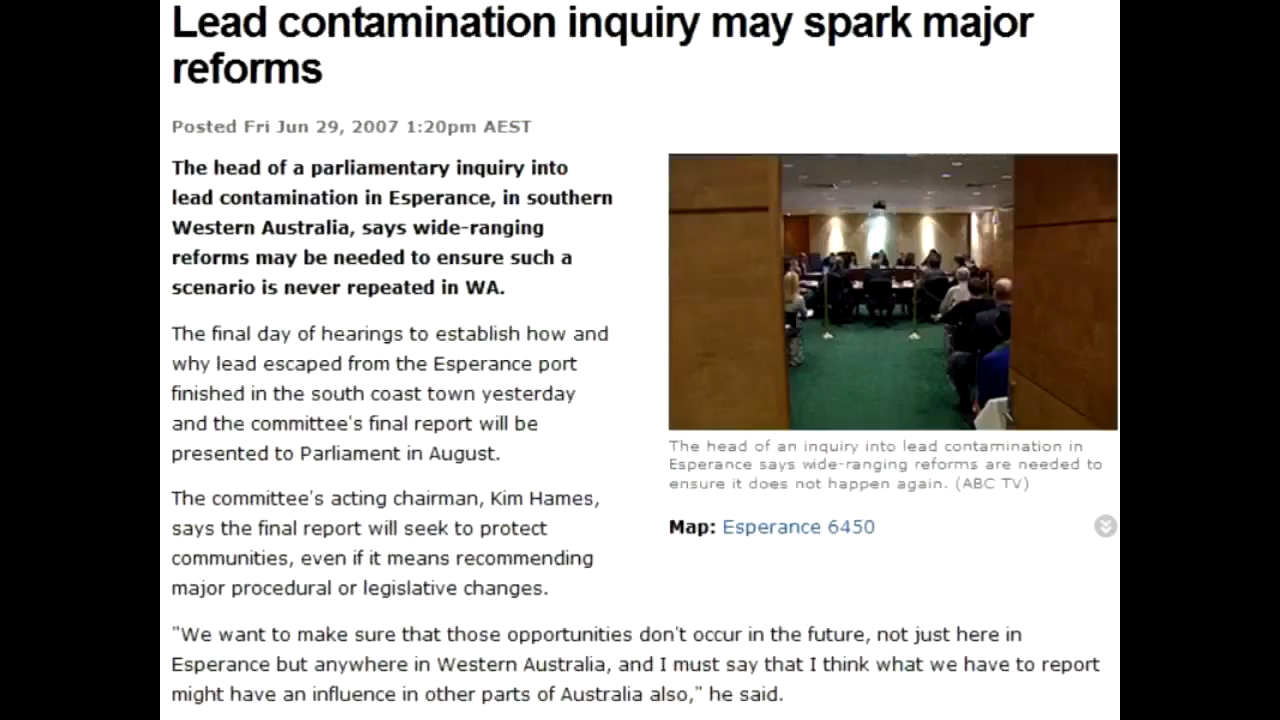 Lead contamination inquiry may spark major
reforms
Posted Fri Jun 29, 2007 1:20pm AEST
The head of a parliamentary inquiry into
lead contamination in Esperance, in southern
Western Australia, says wide-ranging
reforms may be needed to ensure such a
scenario is never repeated in WA.
The final day of hearings to establish how and
why lead escaped from the Esperance port
finished in the south coast town yesterday
and the committee's final report will be
presented to Parliament in August.
The committee's acting chairman, Kim Hames,
says the final report will seek to protect
communities, even if it means recommending
major procedural or legislative changes.
The head of an inquiry into lead contamination in
Esperance says wide-ranging reforms are needed to
ensure it does not happen again. (ABC TV)
Map: Esperance 6450
"We want to make sure that those opportunities don't occur in the future, not just here in
Esperance but anywhere in Western Australia, and I must say that I think what we have to report
might have an influence in other parts of Australia also," he said.